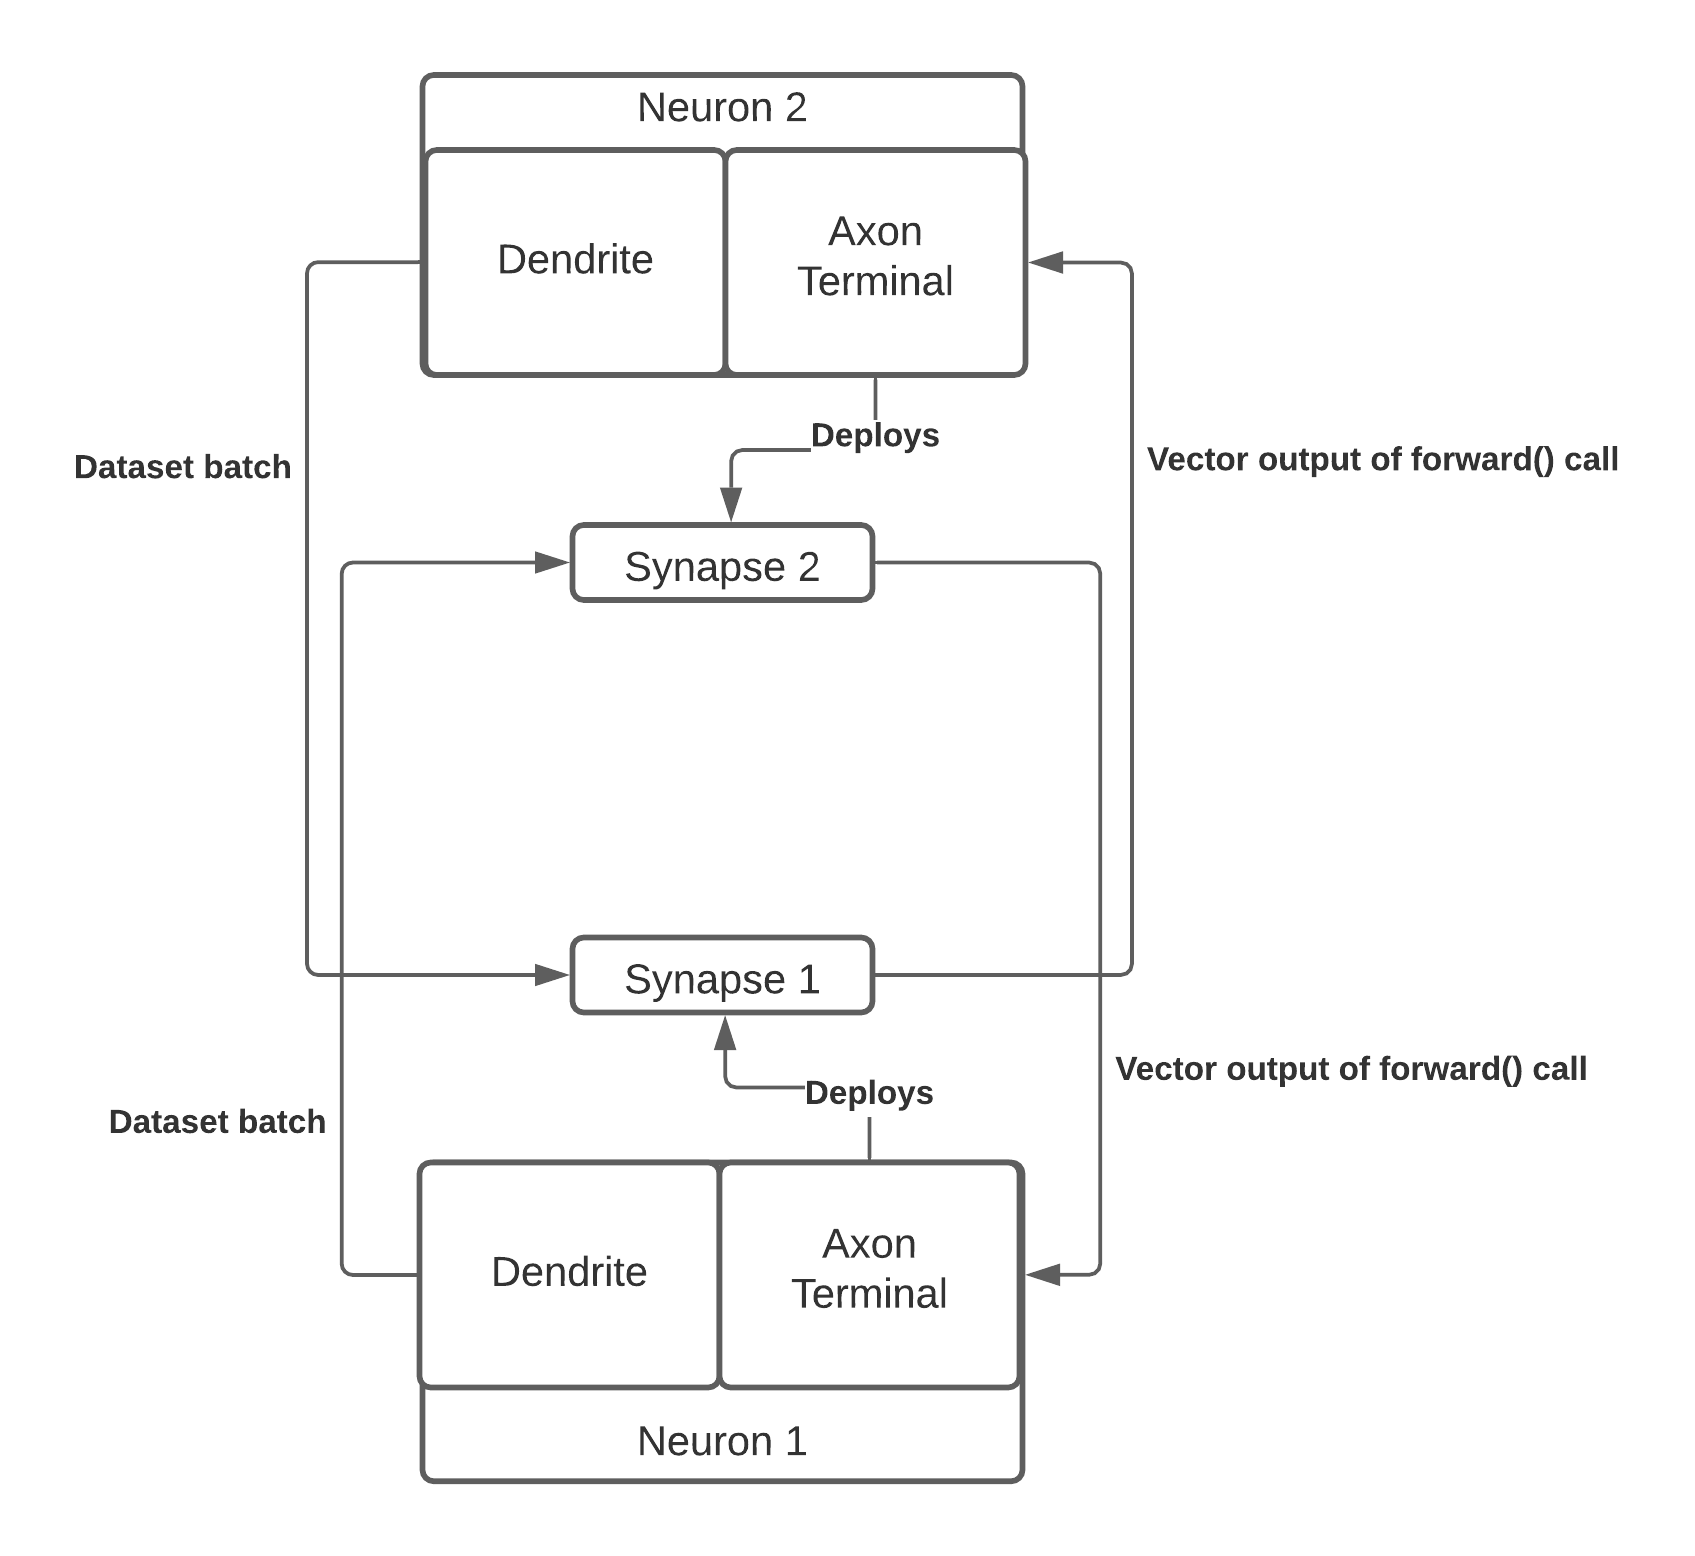 Neuron 2
Dendrite
Axon
Terminal
Deploys
Dataset batch
Vector output of forward() call
Synapse 2
Synapse 1
Vector output of forward() call
Deploys
Dataset batch
Dendrite
Axon
Terminal
Neuron 1